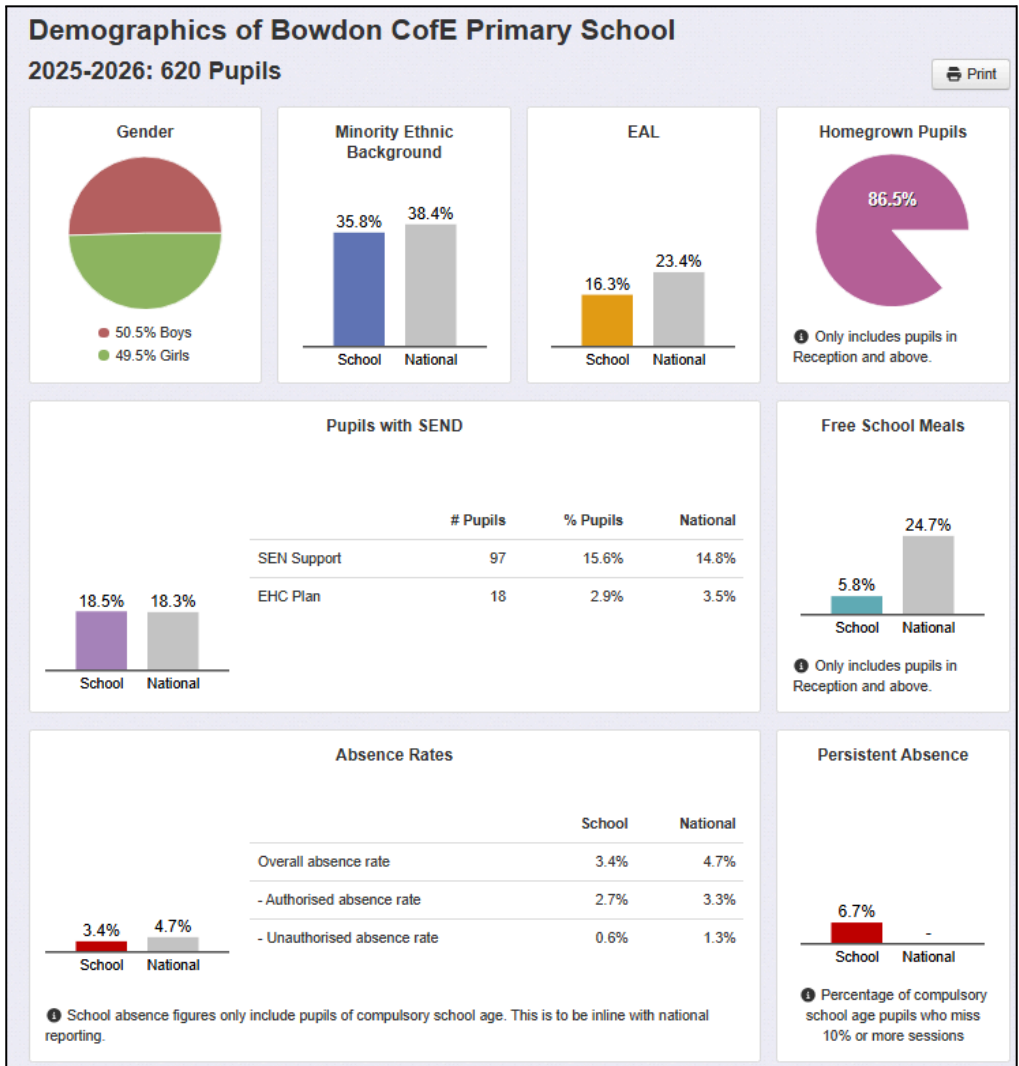 Demographics of Bowdon CofE Primary School
2025-2026: 620 Pupils
Print
Gender
50.5% Boys
49.5% Girls
Minority Ethnic
Background
35.8%
38.4%
School National
EAL
16.3%
23.4%
School National
Homegrown Pupils
86.5%
Only includes pupils in
Reception and above.
Pupils with SEND
18.5% 18.3%
School National
# Pupils % Pupils National
SEN Support 97 15.6% 14.8%
EHC Plan 18 2.9% 3.5%
Free School Meals
5.8%
24.7%
School National
Only includes pupils in
Reception and above.
Absence Rates
3.4% 4.7%
School National
School National
Overall absence rate 3.4% 4.7%
- Authorised absence rate 2.7% 3.3%
- Unauthorised absence rate 0.6% 1.3%
School absence figures only include pupils of compulsory school age. This is to be inline with national
reporting.
Persistent Absence
6.7%
-
School National
Percentage of compulsory
school age pupils who miss
10% or more sessions